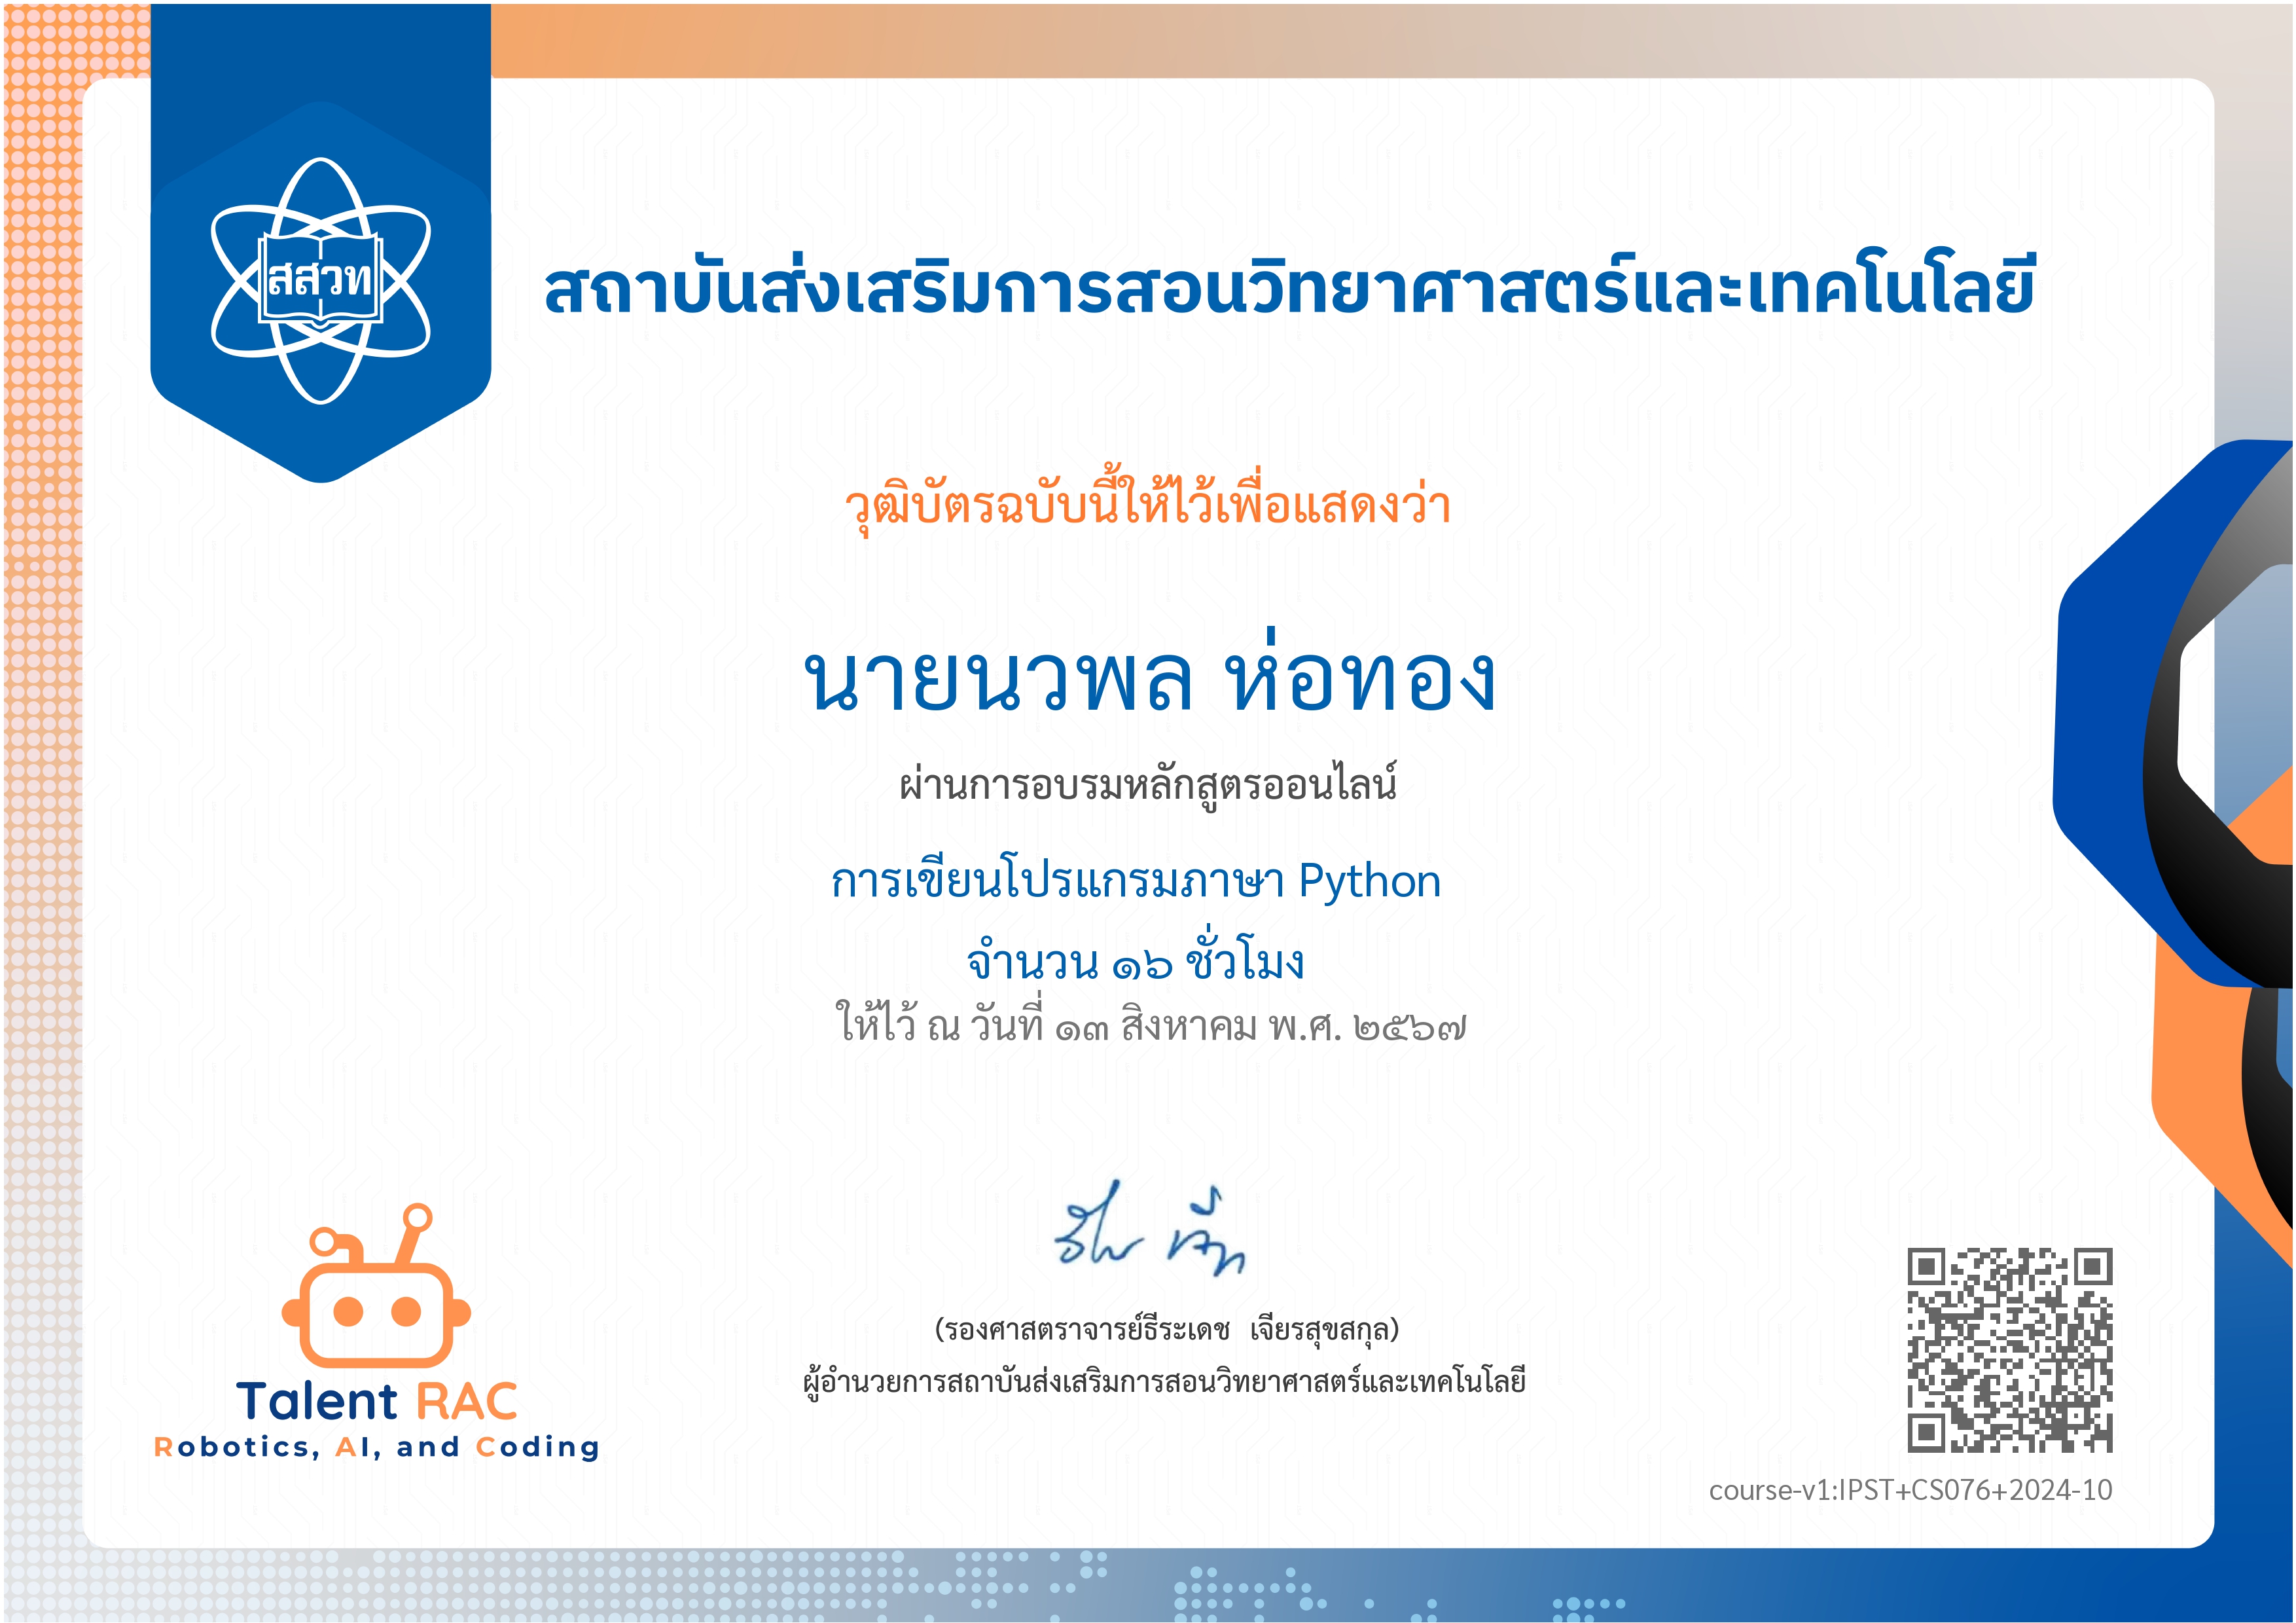 สสวท
สถาบันส่งเสริมการสอนวิทยาศาสตร์และเทคโนโลยี
วุฒิบัตรฉบับนี้ให้ไว้เพื่อแสดงว่า
นายนวพล ห่อทอง
ผ่านการอบรมหลักสูตรออนไลน์
การเขียนโปรแกรมภาษา Python
จำนวน ๑๖ ชั่วโมง
ให้ไว้ ณ วันที่ ๑๓ สิงหาคม พ.ศ. ๒๕๖๗
(รองศาสตราจารย์ธีระเดช เจียรสุขสกุล)
ผู้อำนวยการสถาบันส่งเสริมการสอนวิทยาศาสตร์และเทคโนโลยี
Talent RAC
Robotics, AI, and Coding
course-v1:IPST+CS076+2024-10